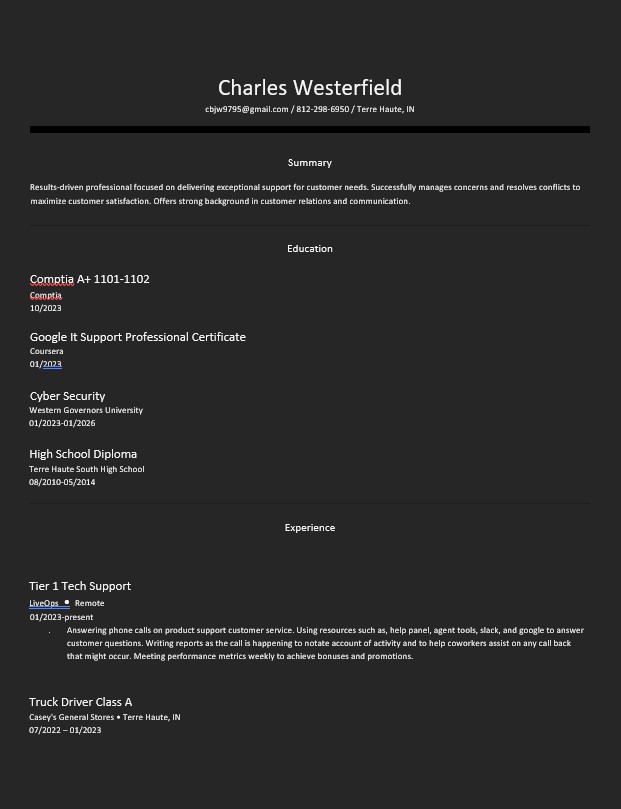 Charles Westerfield
cbjw9795@gmail.com / 812-298-6950 / Terre Haute, IN
Summary
Results-driven professional focused on delivering exceptional support for customer needs. Successfully manages concerns and resolves conflicts to
maximize customer satisfaction. Offers strong background in customer relations and communication.
Education
Comptia A+ 1101-1102
Comptia
10/2023
Google It Support Professional Certificate
Coursera
01/2023
Cyber Security
Western Governors University
01/2023-01/2026
High School Diploma
Terre Haute South High School
08/2010-05/2014
Experience
Tier 1 Tech Support
LiveOps • Remote
01/2023-present
. Answering phone calls on product support customer service. Using resources such as, help panel, agent tools, slack, and google to answer
customer questions. Writing reports as the call is happening to notate account of activity and to help coworkers assist on any call back
that might occur. Meeting performance metrics weekly to achieve bonuses and promotions.
Truck Driver Class A
Casey's General Stores • Terre Haute, IN
07/2022 – 01/2023